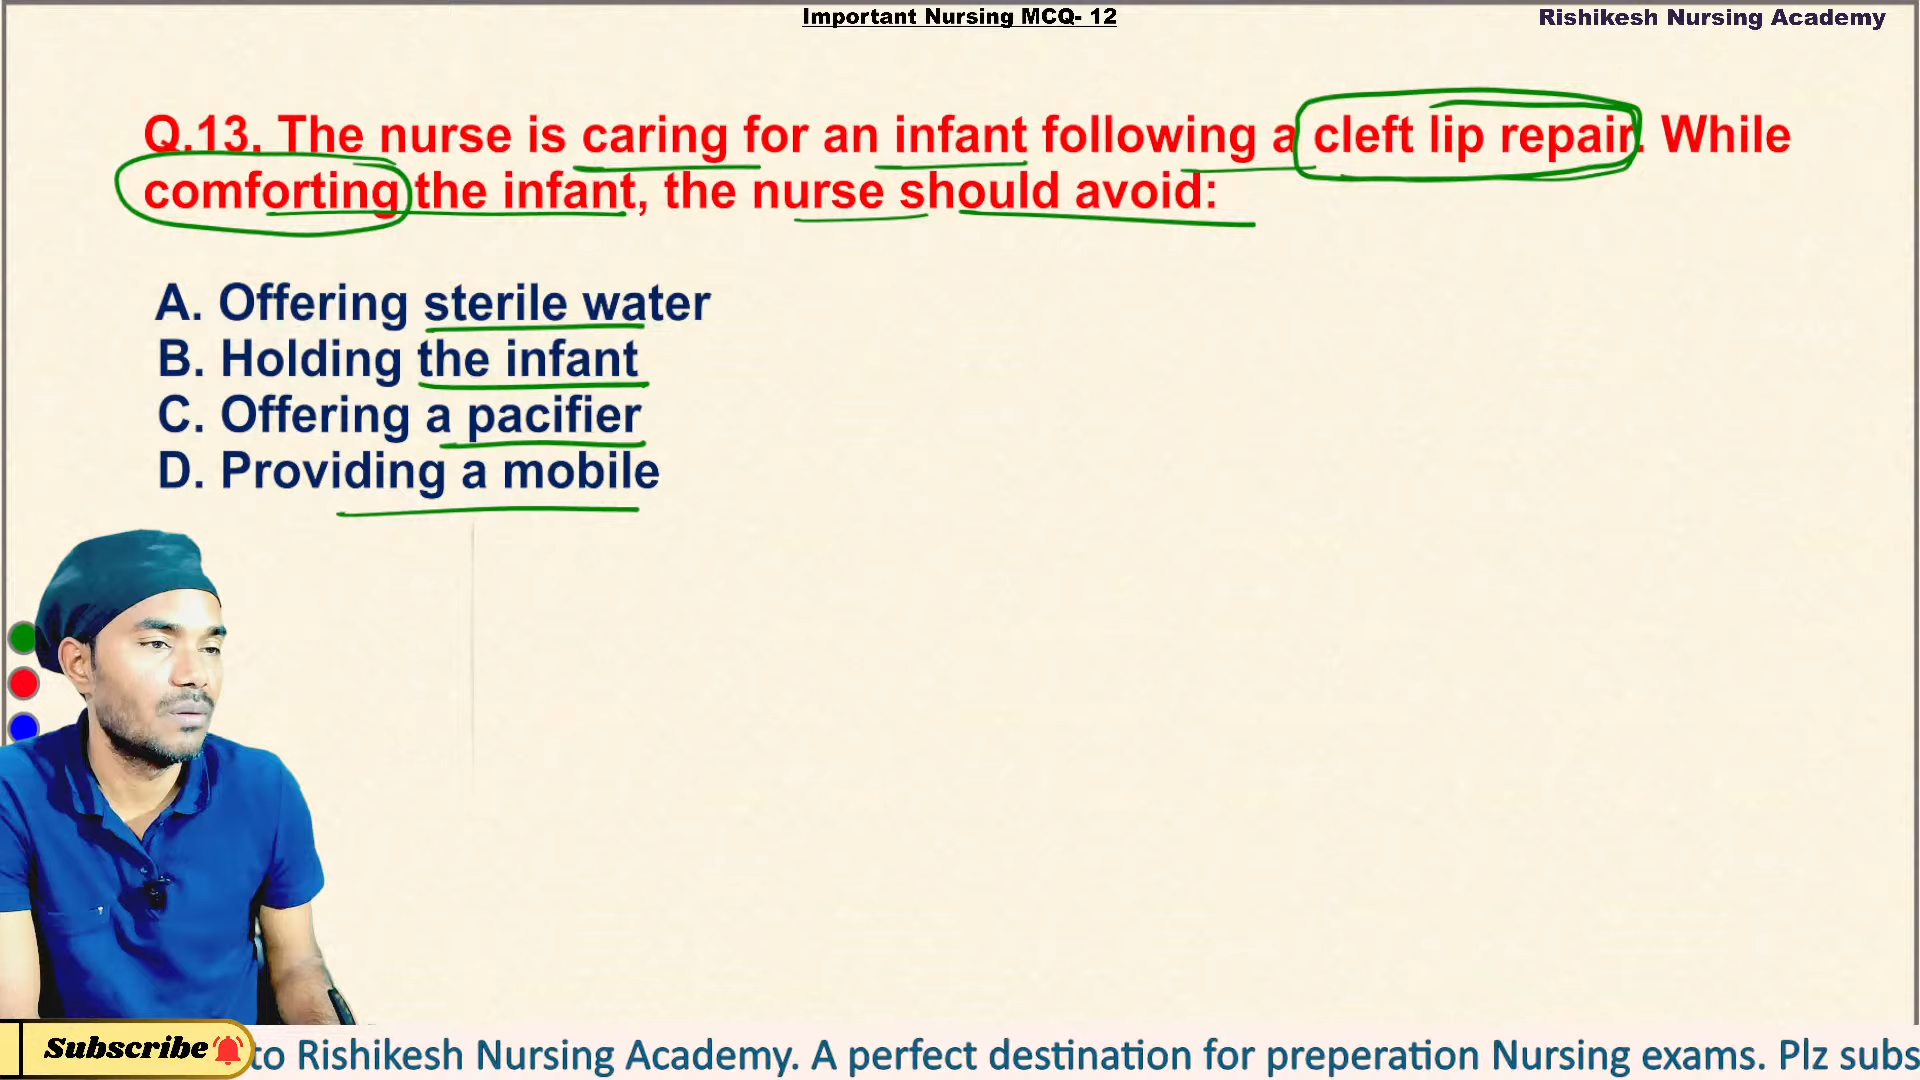 Important Nursing MCQ- 12
Rishikesh Nursing Academy
Q.13. The nurse is caring for an infant following a cleft lip repair. While
comforting the infant, the nurse should avoid:
A. Offering sterile water
B. Holding the infant
C. Offering a pacifier
D. Providing a mobile
Subscribe
to Rishikesh Nursing Academy. A perfect destination for preperation Nursing exams. Plz subs